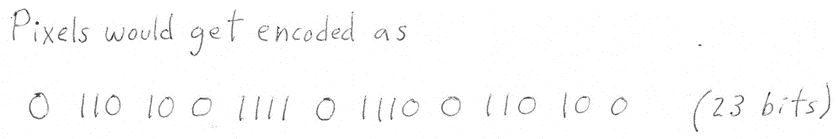 Pixels would get encoded as
0 110 10 0 1111 0 1110 0 110 10 0 (23 bits)